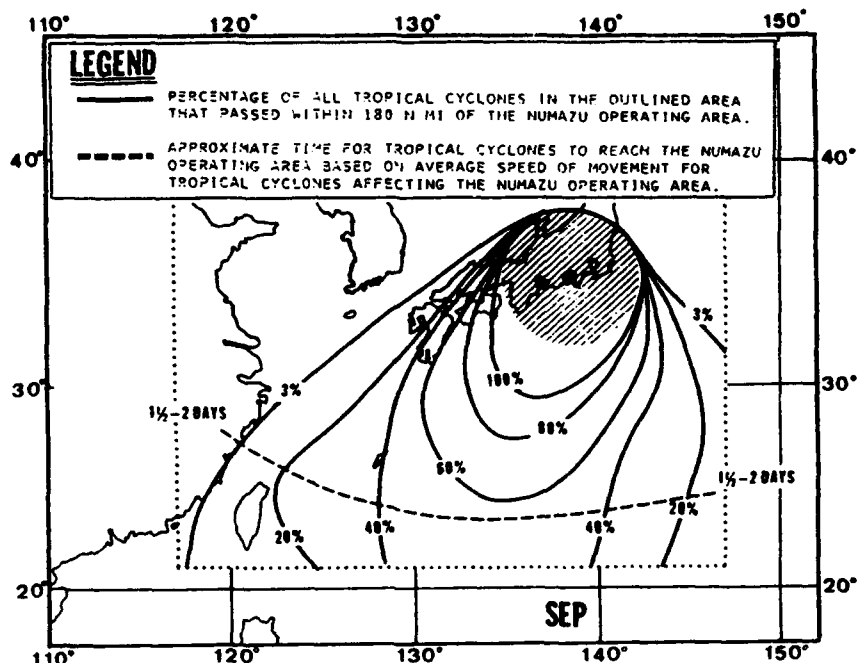 110° 120° 130° 140° 150°
LEGEND
PERCENTAGE OF ALL TROPICAL CYCLONES IN THE OUTLINED AREA
THAT PASSED WITHIN 180 N MI OF THE NUMAZU OPERATING AREA.
APPROXIMATE TIME FOR TROPICAL CYCLONES TO REACH THE NUMAZU
OPERATING AREA BASED ON AVERAGE SPEED OF MOVEMENT FOR
TROPICAL CYCLONES AFFECTING THE NUMAZU OPERATING AREA.
40° 40°
3%
30° 30°
100%
3%
1½-2 DAYS
80%
60%
1½-2 DAYS
20% 40% 40% 20%
20° 20°
SEP
110° 120° 130° 140° 150°